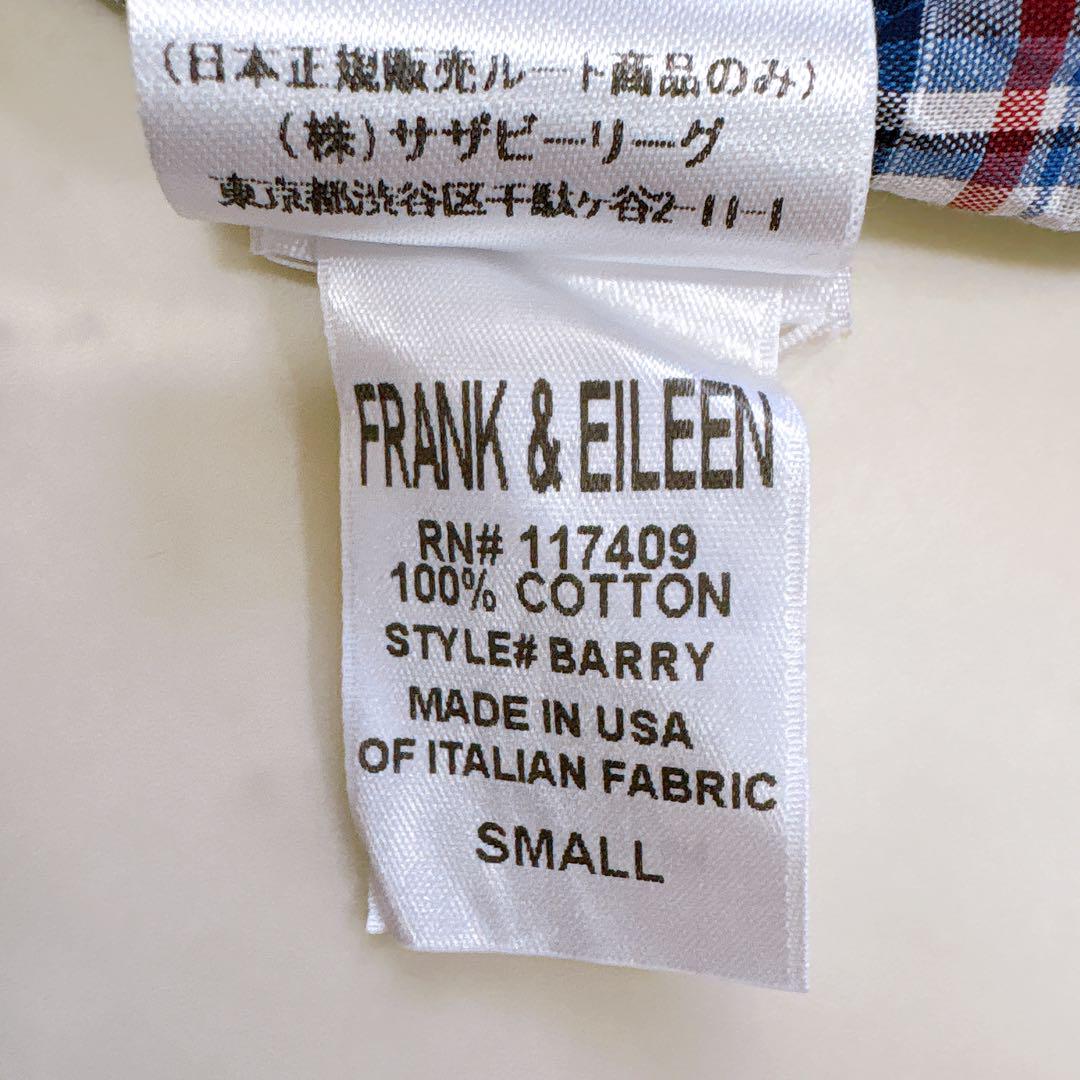 (日本正規販売ルート商品のみ)
(株)サザビーリーグ
東京都渋谷区千駄ヶ谷2-11-1
FRANK & EILEEN
RN# 117409
100% COTTON
STYLE# BARRY
MADE IN USA
OF ITALIAN FABRIC
SMALL